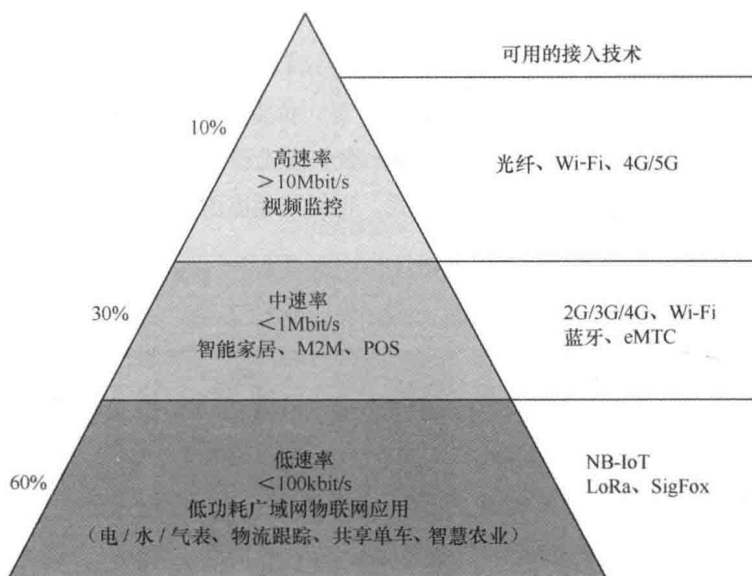 可用的接入技术
10%
高速率
＞10Mbit/s
视频监控
光纤、Wi-Fi、4G/5G
30%
中速率
＜1Mbit/s
智能家居、M2M、POS
2G/3G/4G、Wi-Fi
蓝牙、eMTC
60%
低速率
＜100kbit/s
低功耗广域网物联网应用
（电 / 水 / 气表、物流跟踪、共享单车、智慧农业）
NB-IoT
LoRa、SigFox